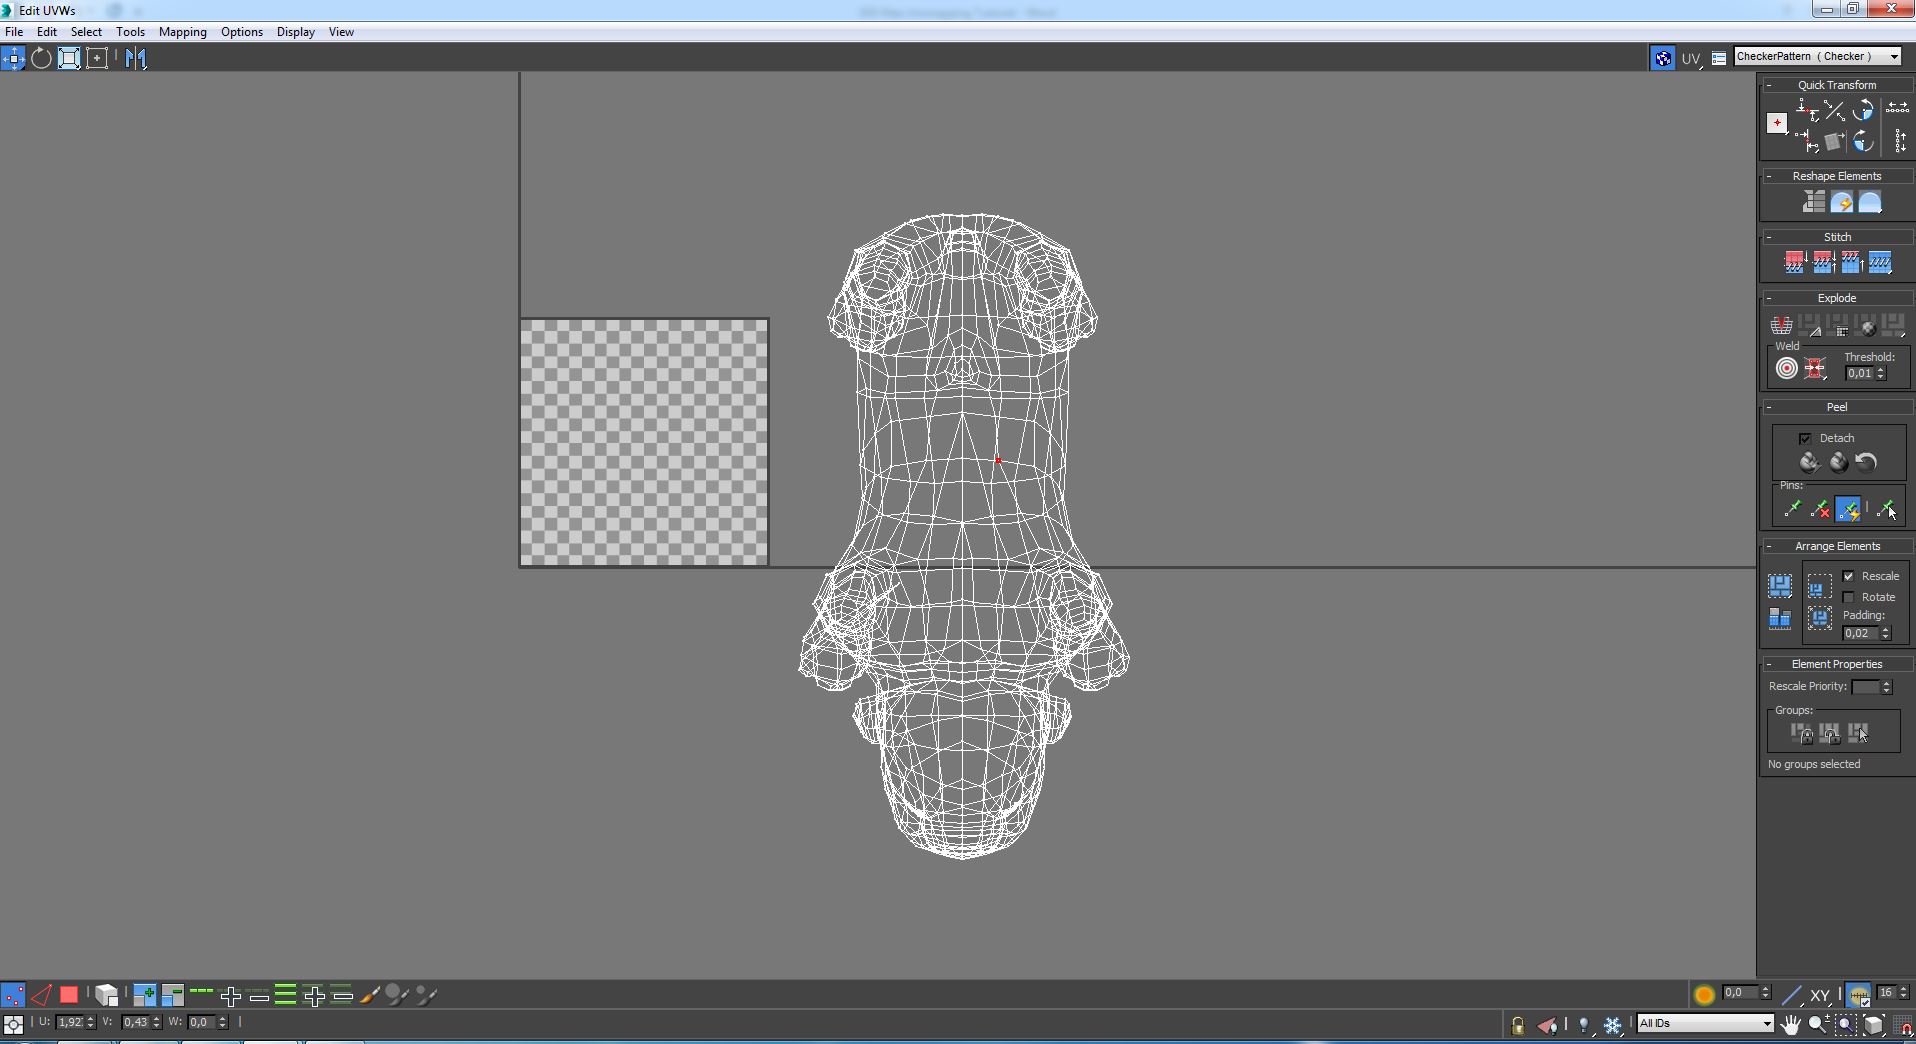 Edit UVWs
File Edit Select Tools Mapping Options Display View
UV CheckerPattern ( Checker )
- Quick Transform
- Reshape Elements
- Stitch
- Explode
Weld
Threshold:
0,01
- Peel
Detach
Pins:
- Arrange Elements
Rescale
Rotate
Padding:
0,02
- Element Properties
Rescale Priority:
Groups:
No groups selected
0,0 XY 16
U: 1,92 V: 0,43 W: 0,0
All IDs